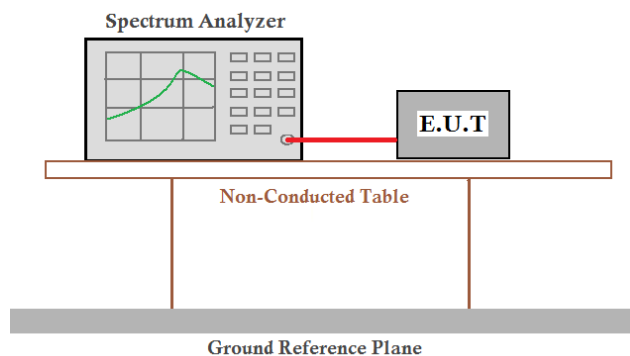 Spectrum Analyzer
E.U.T
Non-Conducted Table
Ground Reference Plane